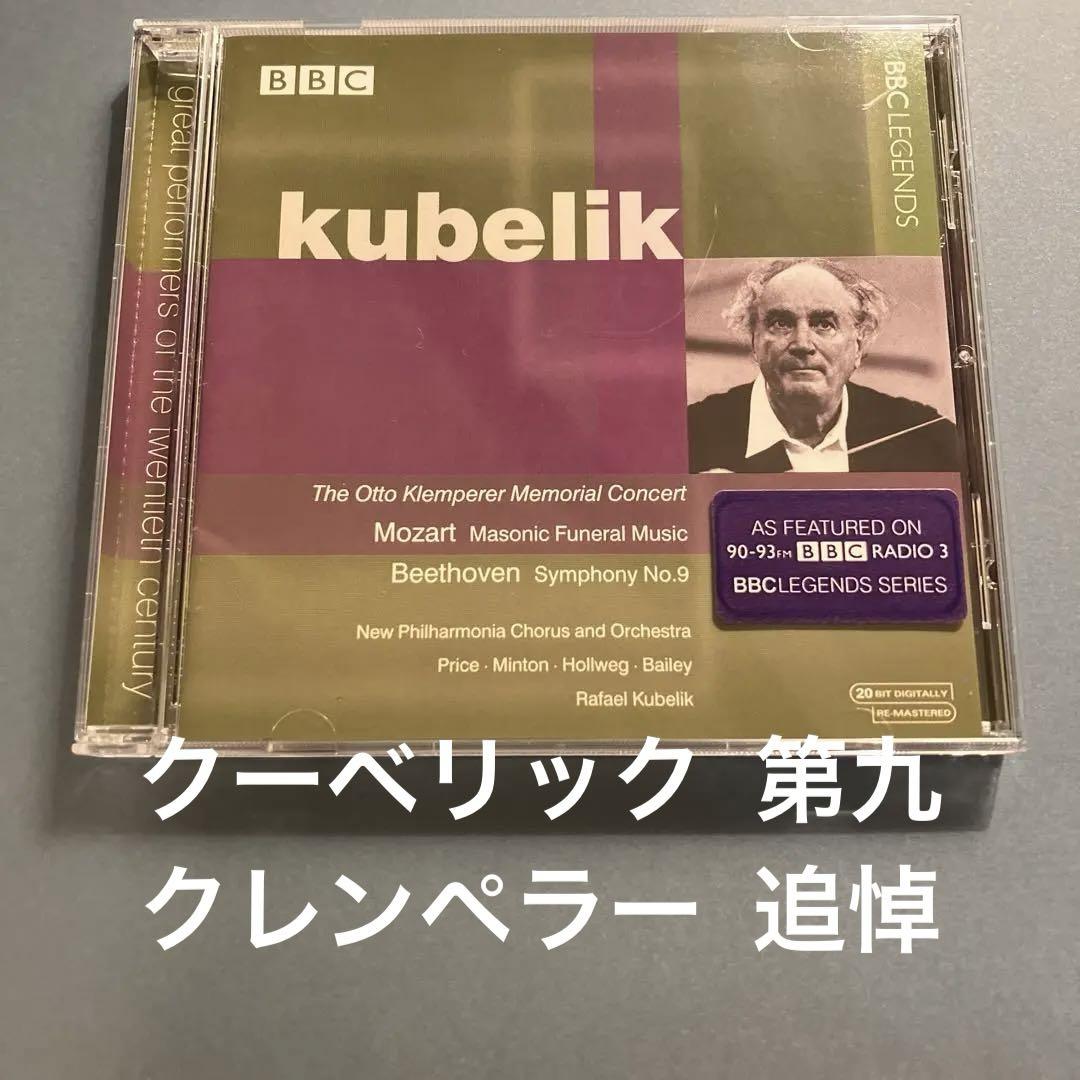 BBC
BBC LEGENDS
great performers of the twentieth century
kubelik
The Otto Klemperer Memorial Concert
Mozart Masonic Funeral Music
Beethoven Symphony No.9
AS FEATURED ON
90-93FM BBC RADIO 3
BBCLEGENDS SERIES
New Philharmonia Chorus and Orchestra
Price · Minton · Hollweg · Bailey
Rafael Kubelik
20 BIT DIGITALLY
RE-MASTERED
クーベリック 第九
クレンペラー 追悼